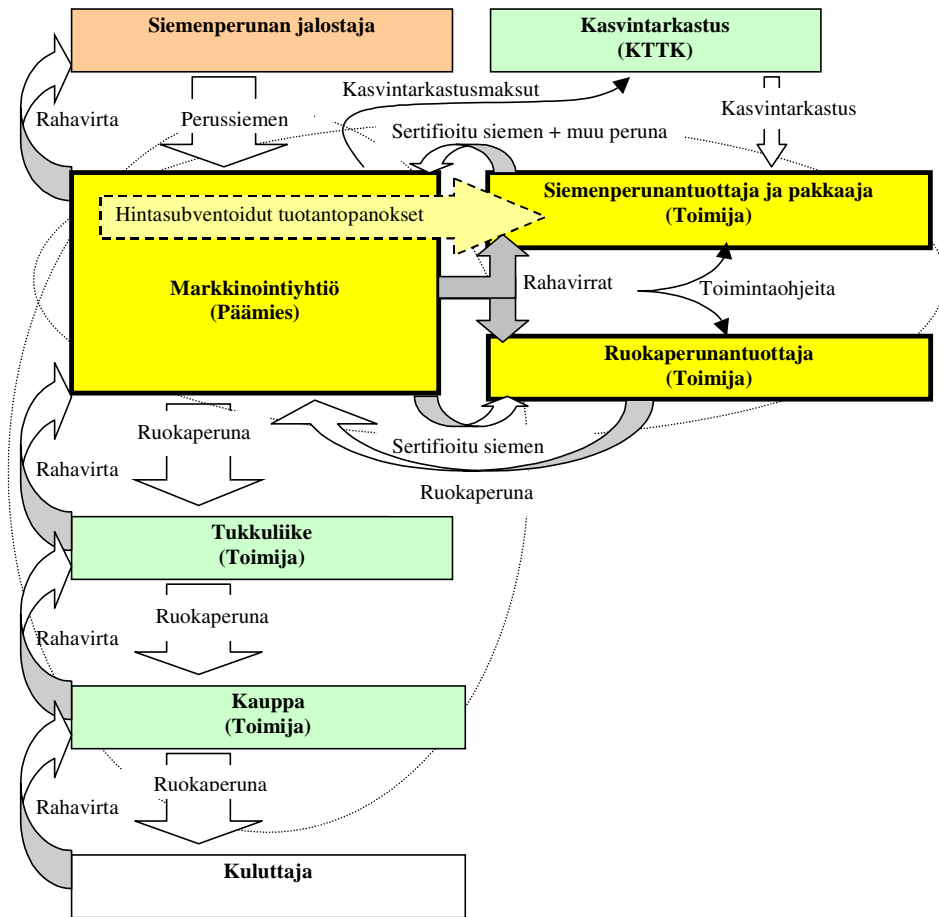 Siemenperunan jalostaja
Kasvintarkastus
(KTTK)
Kasvintarkastusmaksut
Rahavirta
Perussiemen
Kasvintarkastus
Sertifioitu siemen + muu peruna
Siemenperunantuottaja ja pakkaaja
(Toimija)
Hintasubventoidut tuotantopanokset
Markkinointiyhtiö
(Päämies)
Rahavirrat
Toimintaohjeita
Ruokaperunantuottaja
(Toimija)
Ruokaperuna
Sertifioitu siemen
Rahavirta
Ruokaperuna
Tukkuliike
(Toimija)
Ruokaperuna
Rahavirta
Kauppa
(Toimija)
Ruokaperuna
Rahavirta
Kuluttaja